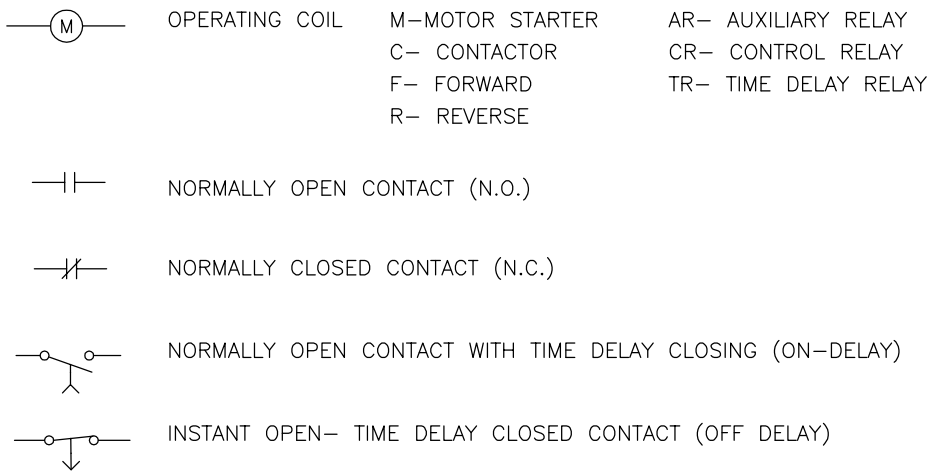 M OPERATING COIL M-MOTOR STARTER AR- AUXILIARY RELAY
C- CONTACTOR CR- CONTROL RELAY
F- FORWARD TR- TIME DELAY RELAY
R- REVERSE
NORMALLY OPEN CONTACT (N.O.)
NORMALLY CLOSED CONTACT (N.C.)
NORMALLY OPEN CONTACT WITH TIME DELAY CLOSING (ON-DELAY)
INSTANT OPEN- TIME DELAY CLOSED CONTACT (OFF DELAY)